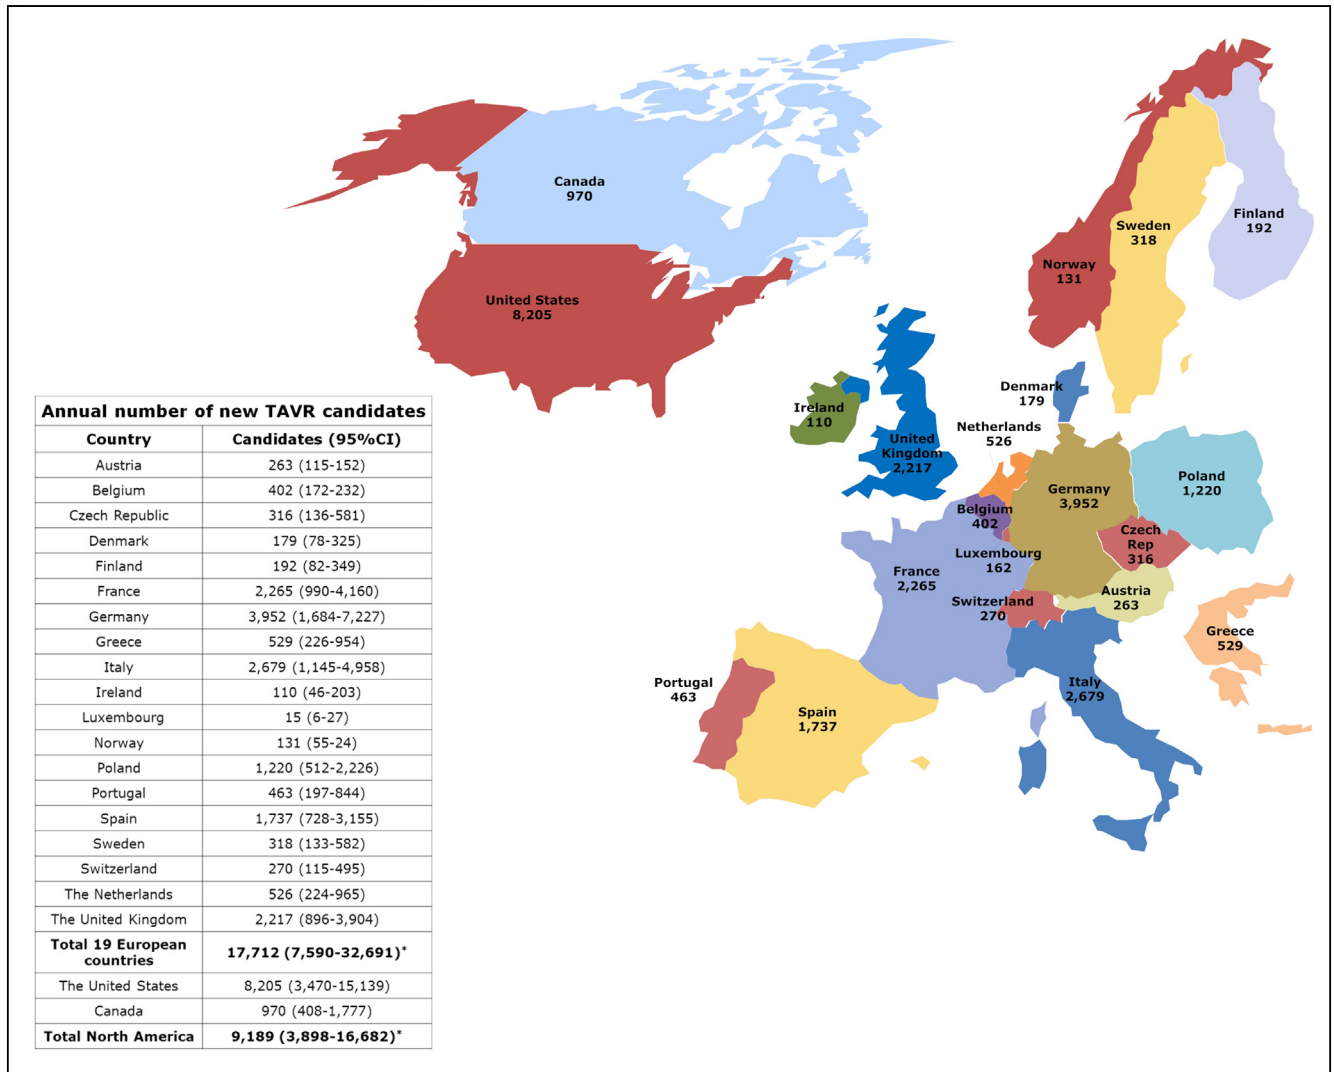 Canada
970
United States
8,205
Finland
192
Sweden
318
Norway
131
Denmark
179
Ireland
110
Netherlands
526
United
Kingdom
2,217
Poland
1,220
Germany
3,952
Belgium
402
Czech
Rep
316
Luxembourg
162
France
2,265
Austria
263
Switzerland
270
Greece
529
Portugal
463
Italy
2,679
Spain
1,737
Annual number of new TAVR candidates
Country Candidates (95%CI)
Austria 263 (115-152)
Belgium 402 (172-232)
Czech Republic 316 (136-581)
Denmark 179 (78-325)
Finland 192 (82-349)
France 2,265 (990-4,160)
Germany 3,952 (1,684-7,227)
Greece 529 (226-954)
Italy 2,679 (1,145-4,958)
Ireland 110 (46-203)
Luxembourg 15 (6-27)
Norway 131 (55-24)
Poland 1,220 (512-2,226)
Portugal 463 (197-844)
Spain 1,737 (728-3,155)
Sweden 318 (133-582)
Switzerland 270 (115-495)
The Netherlands 526 (224-965)
The United Kingdom 2,217 (896-3,904)
Total 19 European
countries 17,712 (7,590-32,691)*
The United States 8,205 (3,470-15,139)
Canada 970 (408-1,777)
Total North America 9,189 (3,898-16,682)*